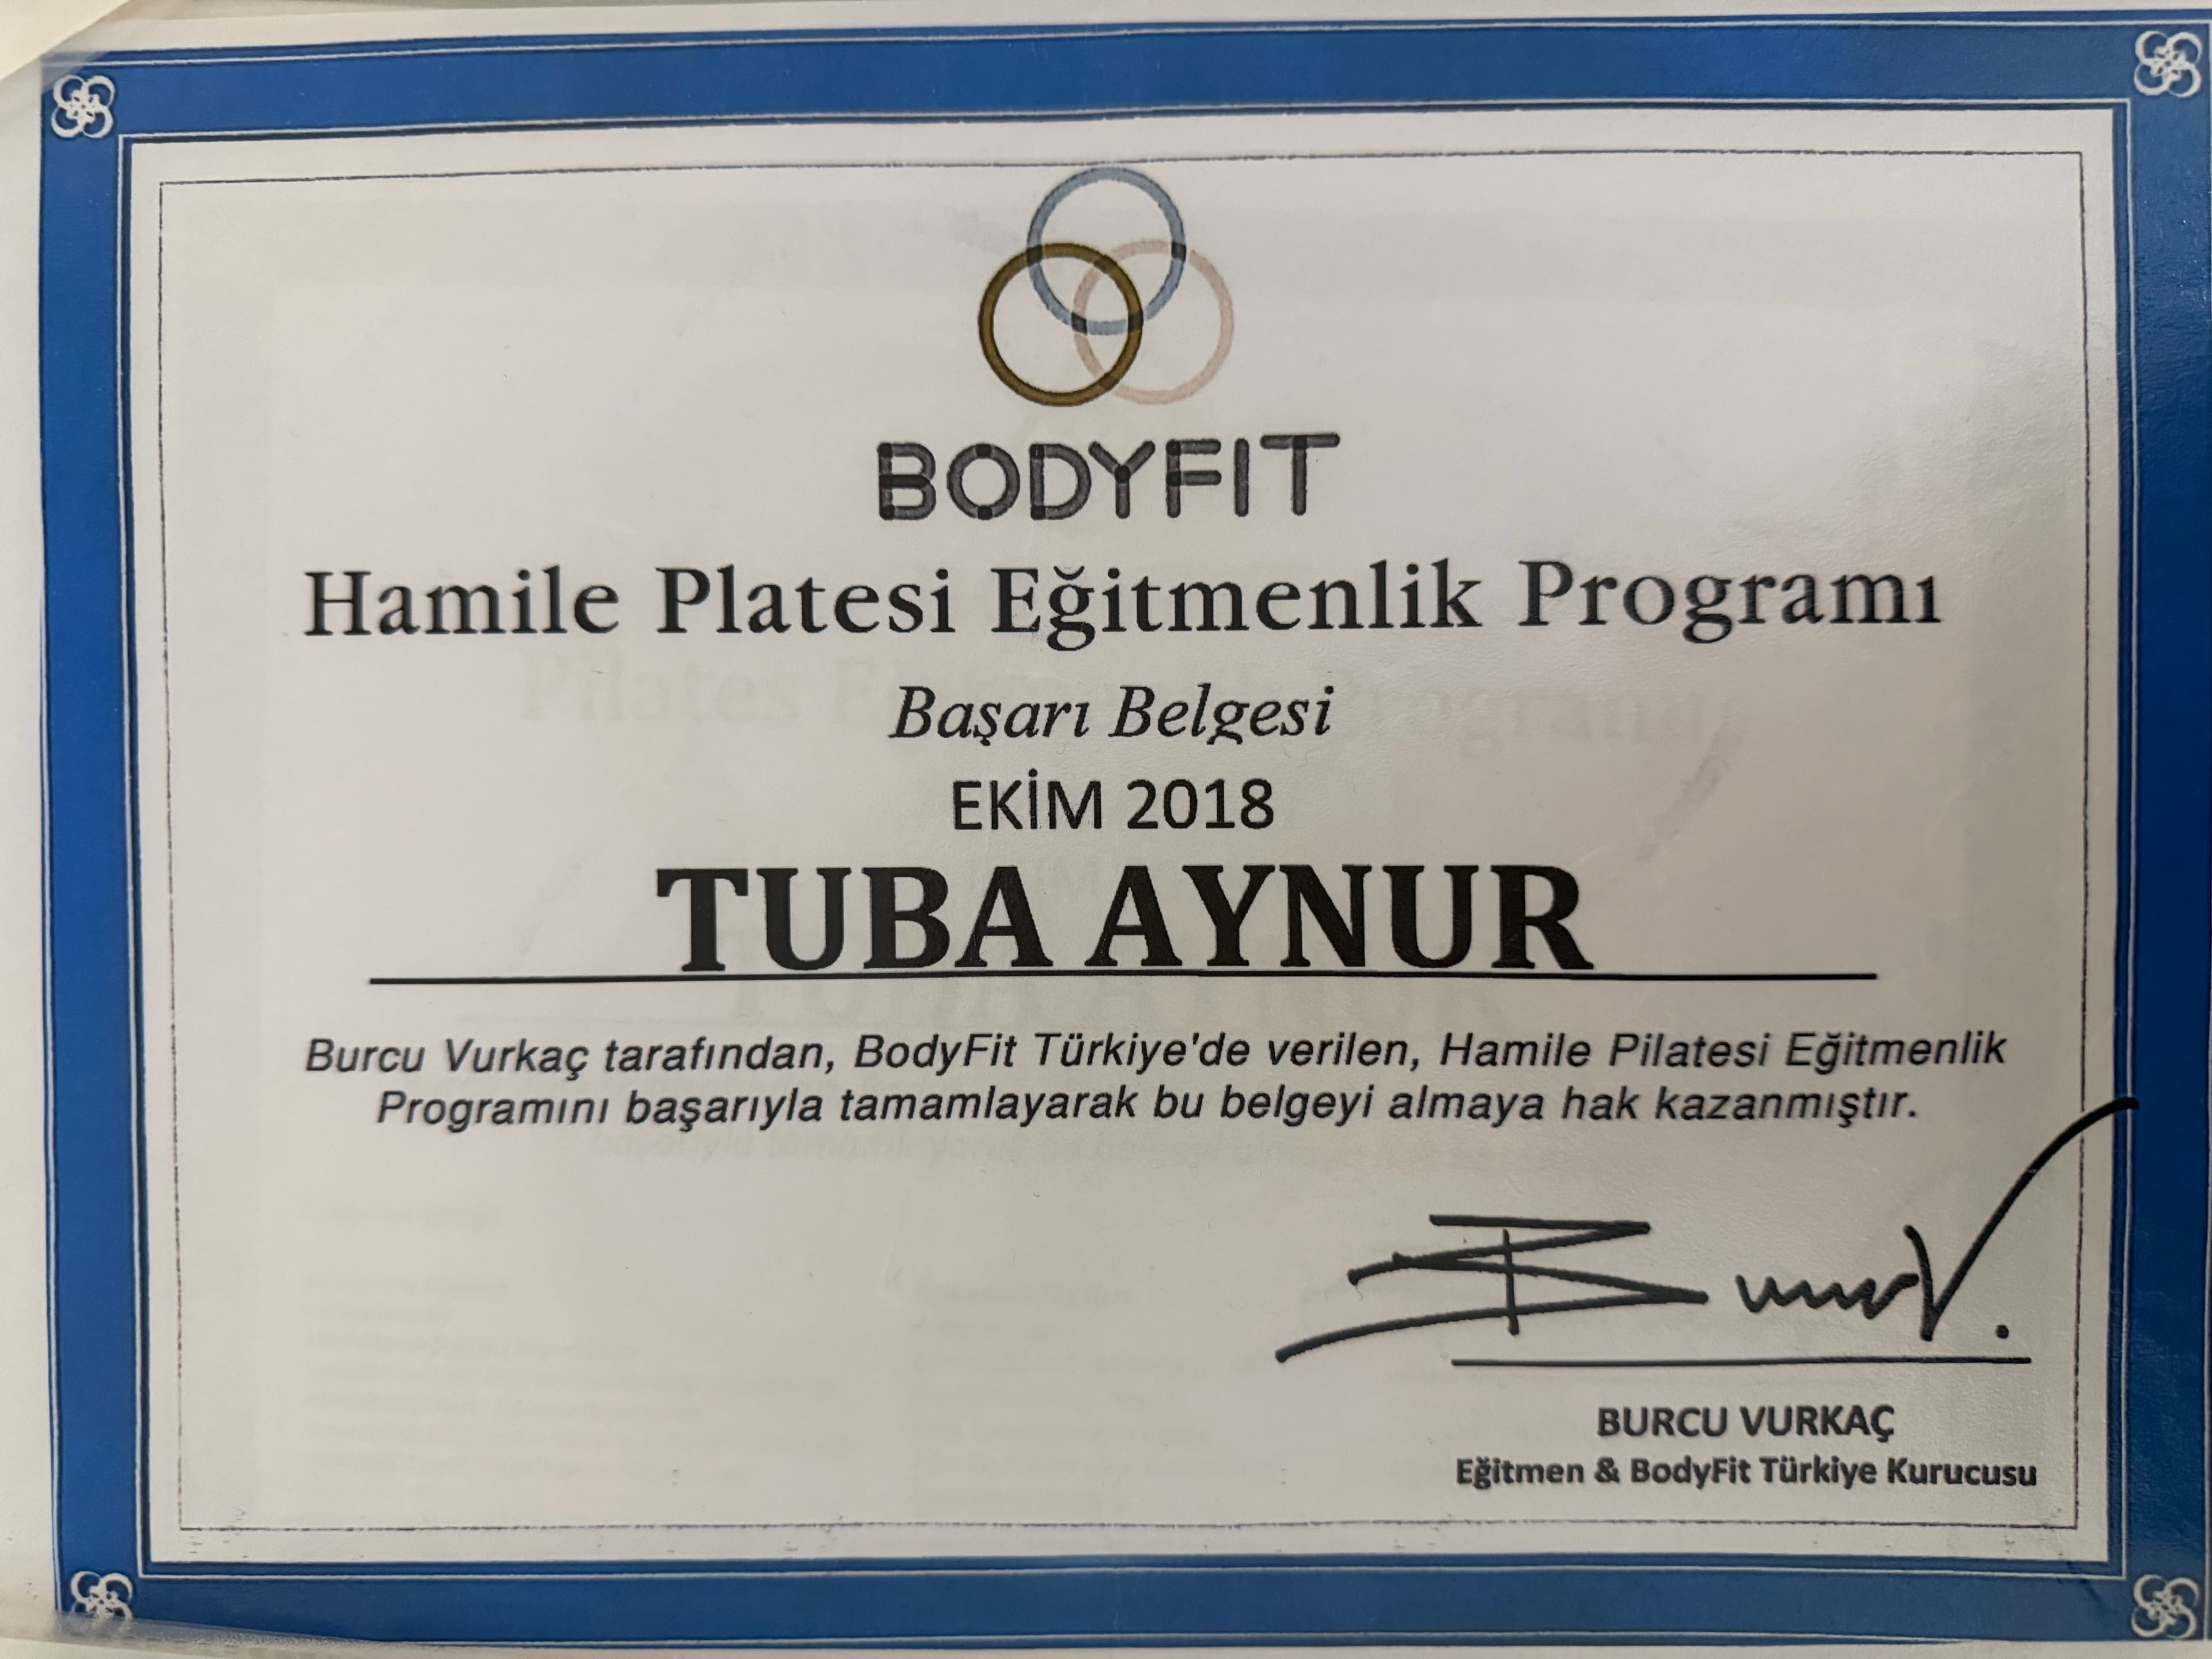 BODYFIT
Hamile Platesi Eğitmenlik Programı
Başarı Belgesi
EKİM 2018
TUBA AYNUR
Burcu Vurkaç tarafından, BodyFit Türkiye'de verilen, Hamile Pilatesi Eğitmenlik
Programını başarıyla tamamlayarak bu belgeyi almaya hak kazanmıştır.
BURCU VURKAÇ
Eğitmen & BodyFit Türkiye Kurucusu